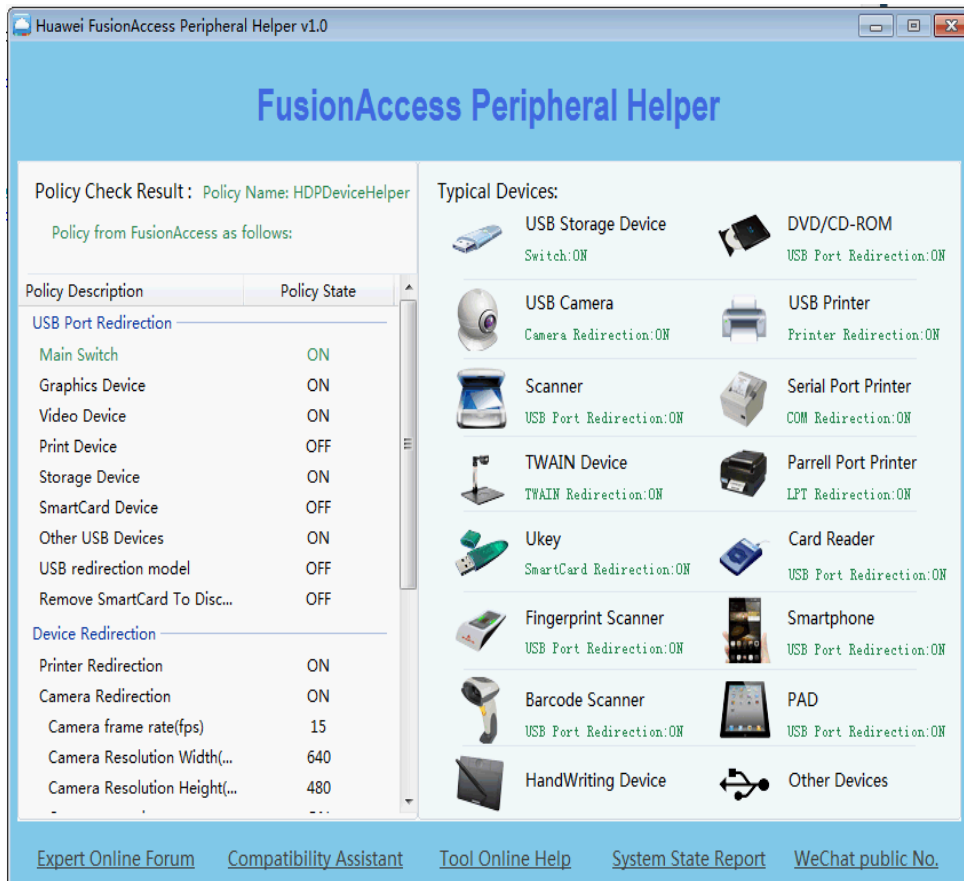 Huawei FusionAccess Peripheral Helper v1.0
FusionAccess Peripheral Helper
Policy Check Result : Policy Name: HDPDeviceHelper
Policy from FusionAccess as follows:
Policy Description Policy State
USB Port Redirection
Main Switch ON
Graphics Device ON
Video Device ON
Print Device OFF
Storage Device ON
SmartCard Device OFF
Other USB Devices ON
USB redirection model OFF
Remove SmartCard To Disc... OFF
Device Redirection
Printer Redirection ON
Camera Redirection ON
Camera frame rate(fps) 15
Camera Resolution Width(... 640
Camera Resolution Height(... 480
Typical Devices:
USB Storage Device
Switch:ON
DVD/CD-ROM
USB Port Redirection:ON
USB Camera
Camera Redirection:ON
USB Printer
Printer Redirection:ON
Scanner
USB Port Redirection:ON
Serial Port Printer
COM Redirection:ON
TWAIN Device
TWAIN Redirection:ON
Parrell Port Printer
LPT Redirection:ON
Ukey
SmartCard Redirection:ON
Card Reader
USB Port Redirection:ON
Fingerprint Scanner
USB Port Redirection:ON
Smartphone
USB Port Redirection:ON
Barcode Scanner
USB Port Redirection:ON
PAD
USB Port Redirection:ON
HandWriting Device
Other Devices
Expert Online Forum Compatibility Assistant Tool Online Help System State Report WeChat public No.